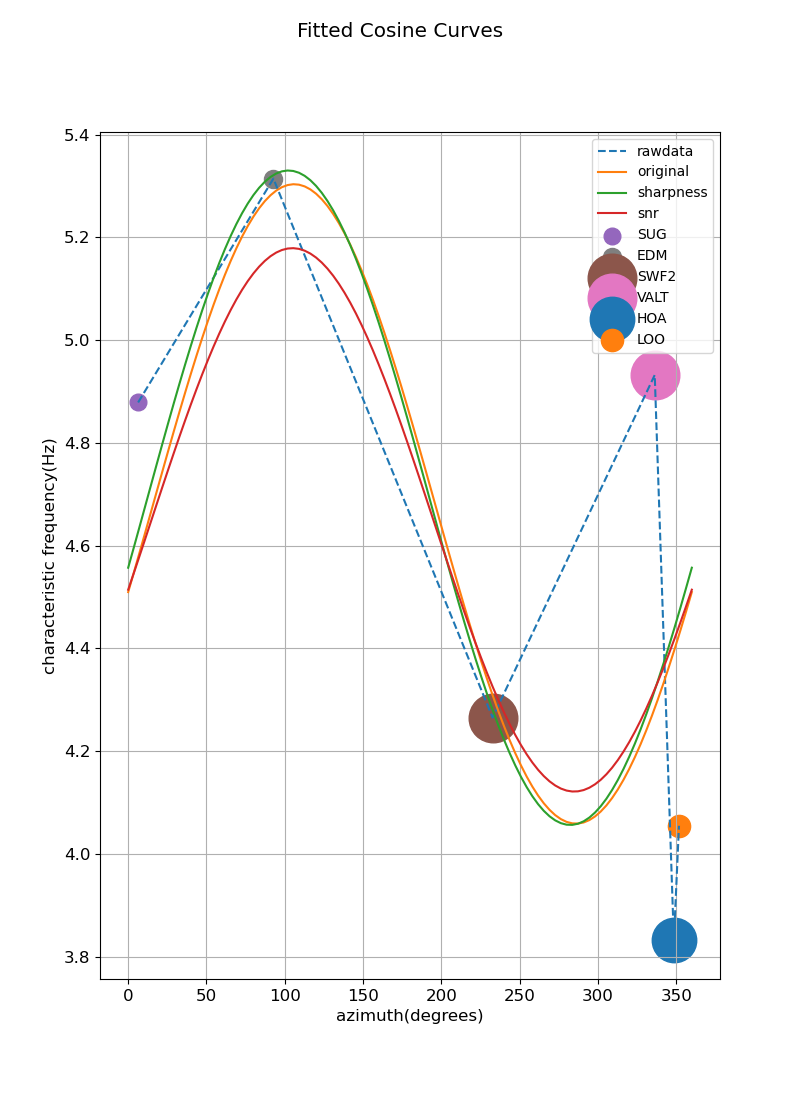 Fitted Cosine Curves
5.4
5.2
5.0
4.8
4.6
4.4
4.2
4.0
3.8
characteristic frequency(Hz)
rawdata
original
sharpness
snr
SUG
EDM
SWF2
VALT
HOA
LOO
0 50 100 150 200 250 300 350
azimuth(degrees)